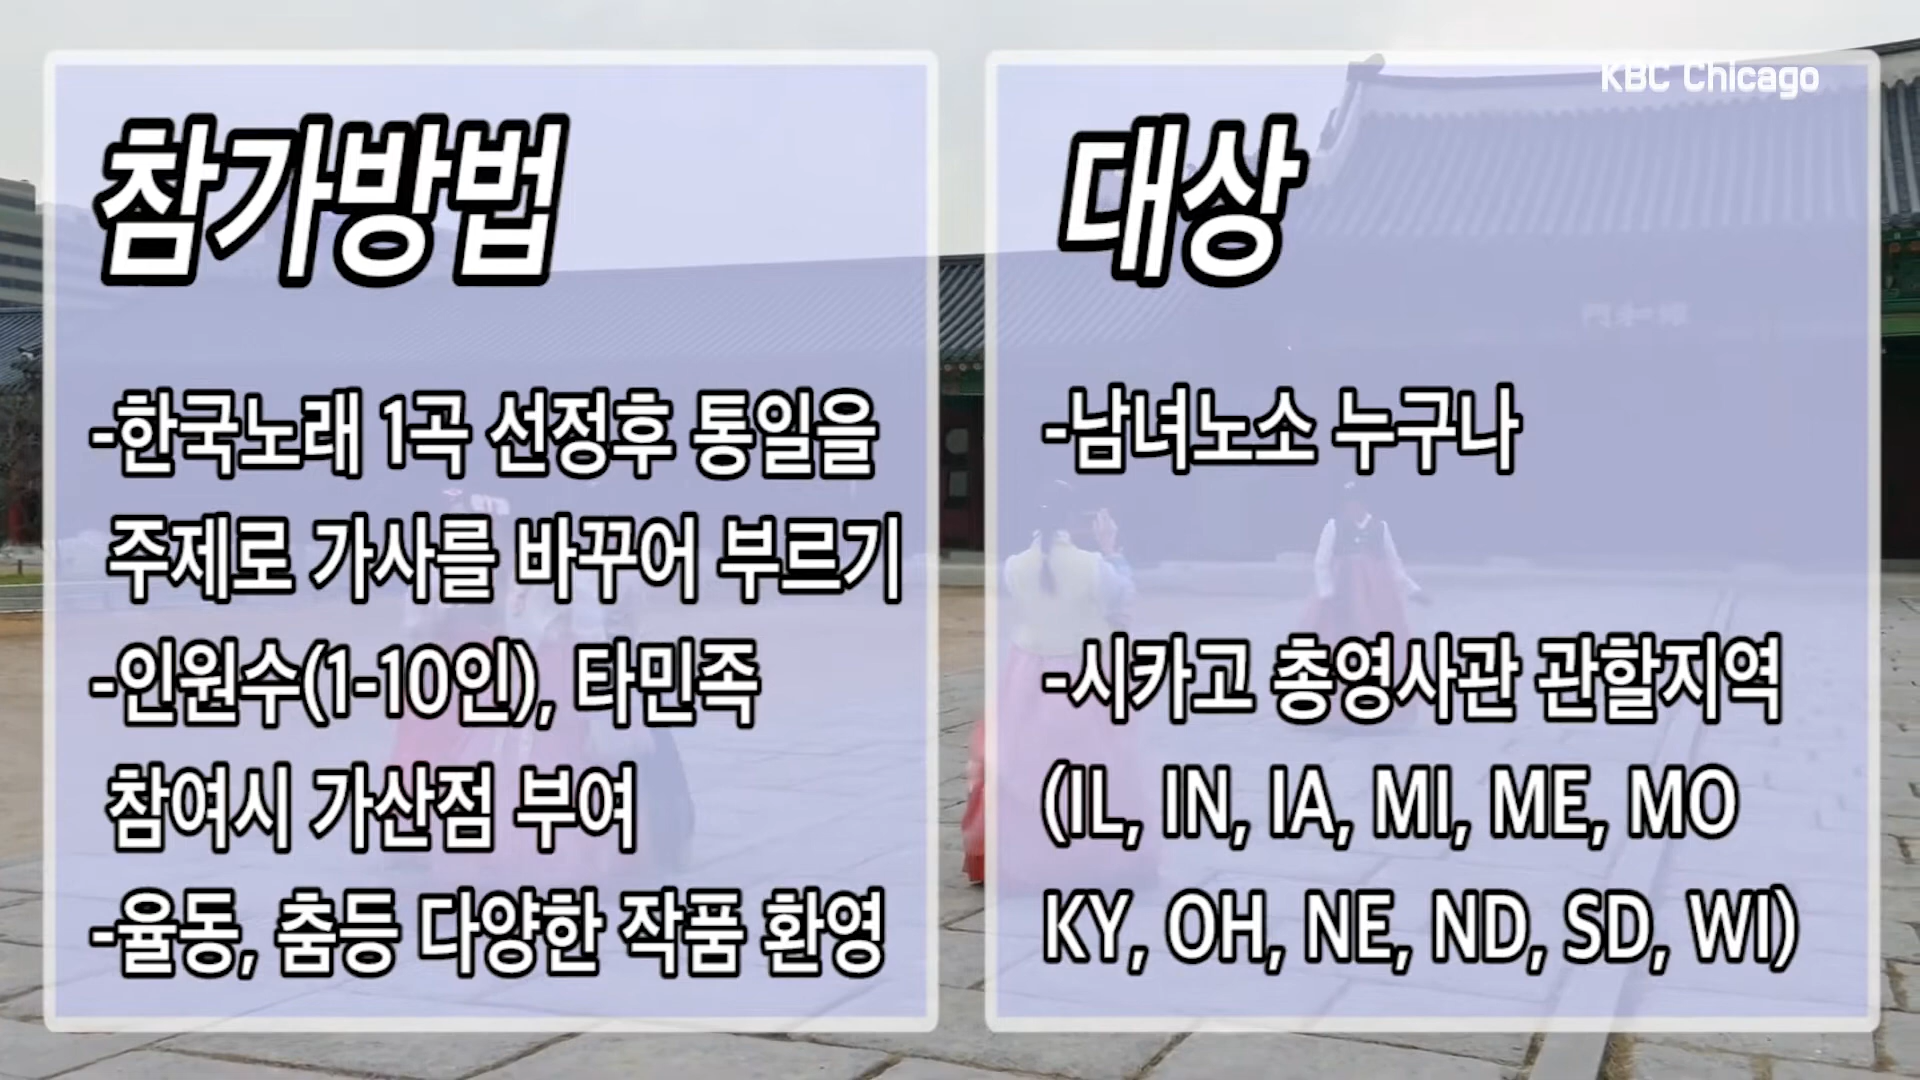 KBC Chicago
참가방법
-한국노래 1곡 선정후 통일을
주제로 가사를 바꾸어 부르기
-인원수(1-10인), 타민족
참여시 가산점 부여
-율동, 춤등 다양한 작품 환영
대상
-남녀노소 누구나
-시카고 총영사관 관할지역
(IL, IN, IA, MI, ME, MO
KY, OH, NE, ND, SD, WI)